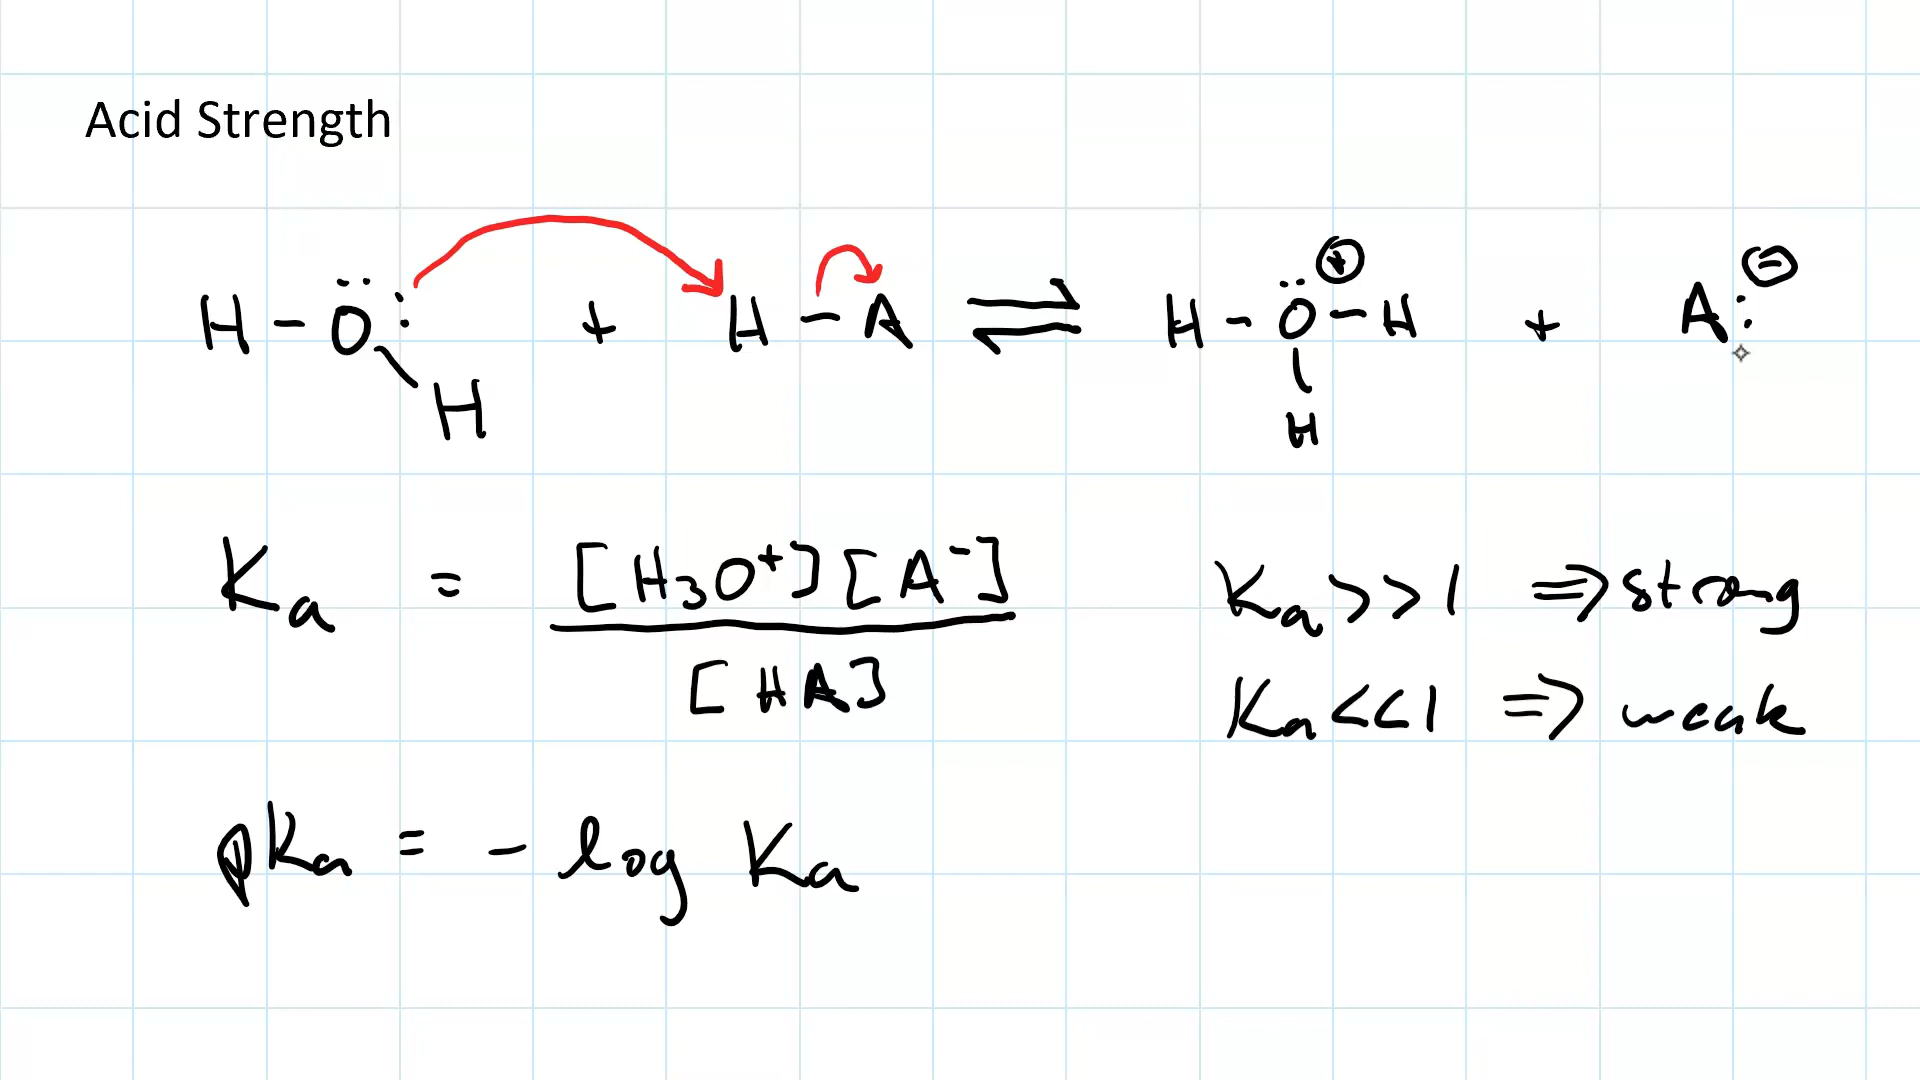 Acid Strength
H-Ö: + H-A ⇌ H-Ö-H ⊕ + A: ⊖
H H
Ka = [H₃O⁺][A⁻] / [HA]
Ka >> 1 ⇒ strong
Ka << 1 ⇒ weak
pKa = - log Ka